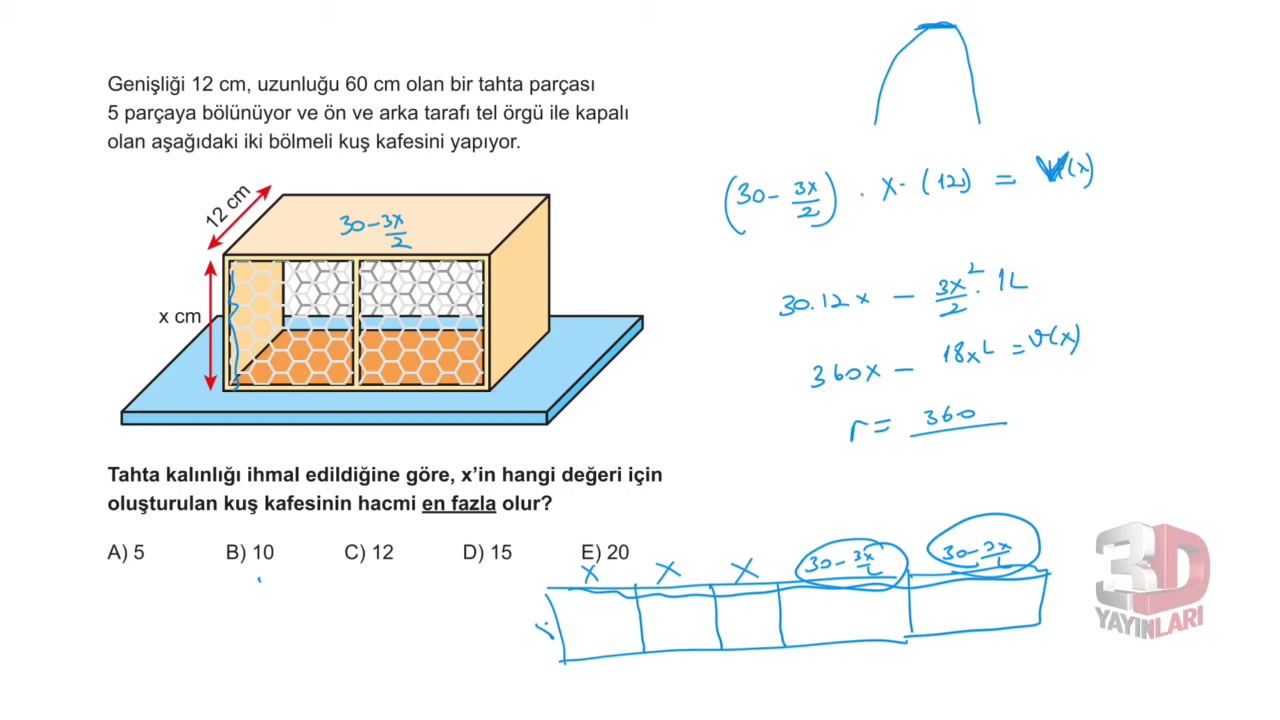 Genişliği 12 cm, uzunluğu 60 cm olan bir tahta parçası
5 parçaya bölünüyor ve ön ve arka tarafı tel örgü ile kapalı
olan aşağıdaki iki bölmeli kuş kafesini yapıyor.
12 cm
30 - 3x/2
x cm
Tahta kalınlığı ihmal edildiğine göre, x'in hangi değeri için
oluşturulan kuş kafesinin hacmi en fazla olur?
A) 5 B) 10 C) 12 D) 15 E) 20
(30 - 3x/2) . x . (12) = V(x)
30.12x - 3x²/2 . 12
360x - 18x² = V(x)
r = 360
x x x 30 - 3x/2 30 - 3x/2
3D
YAYINLARI